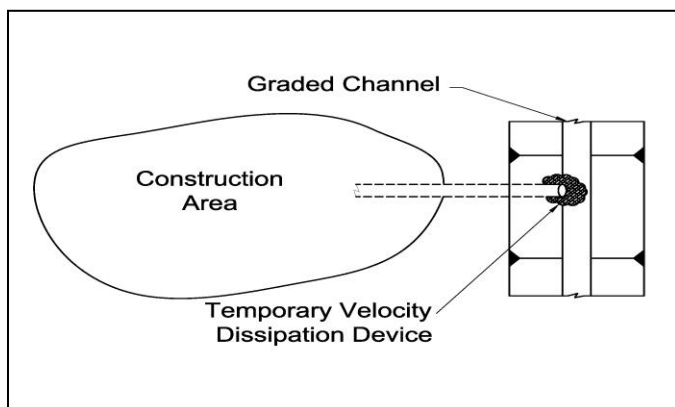 Graded Channel
Construction
Area
Temporary Velocity
Dissipation Device